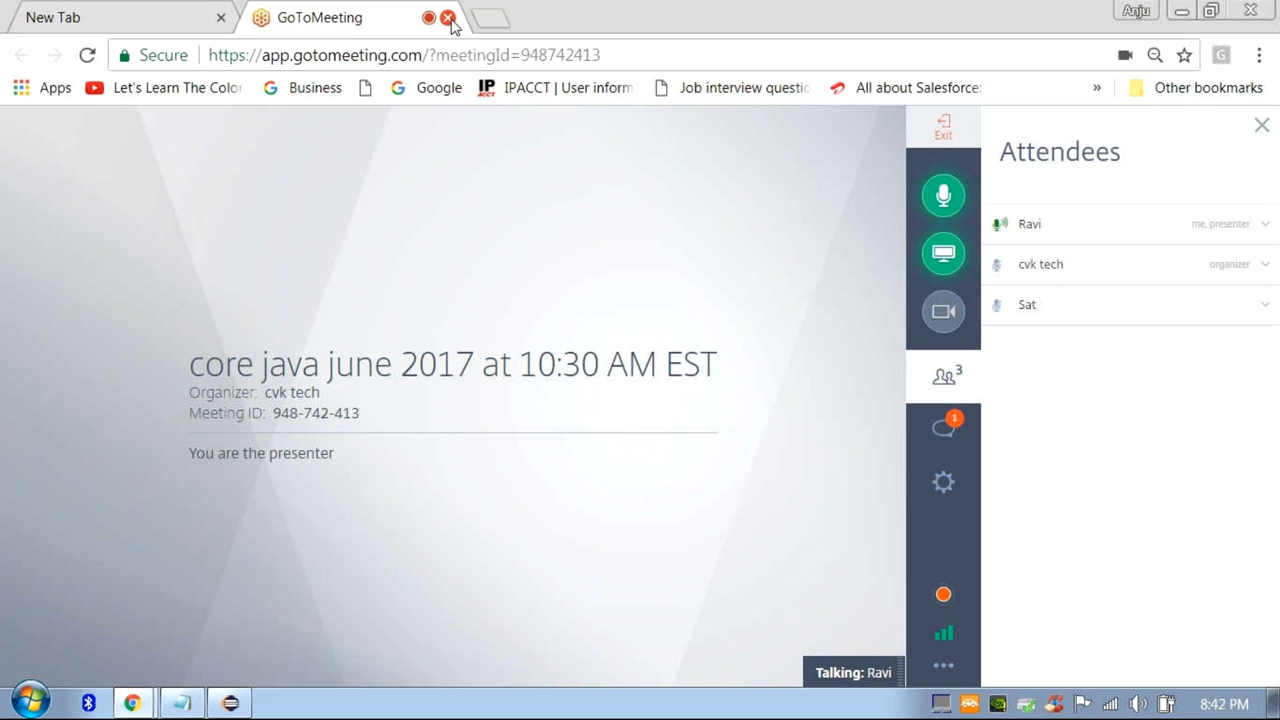 New Tab
GoToMeeting
Anju
Secure https://app.gotomeeting.com/?meetingId=948742413
G
Apps
Let's Learn The Color
Business
Google
IP ACCT
IPACCT | User inform
Job interview questic
All about Salesforce:
»
Other bookmarks
Exit
Attendees
Ravi me, presenter
cvk tech organizer
Sat
core java june 2017 at 10:30 AM EST
Organizer: cvk tech
Meeting ID: 948-742-413
You are the presenter
3
1
Talking: Ravi
8:42 PM